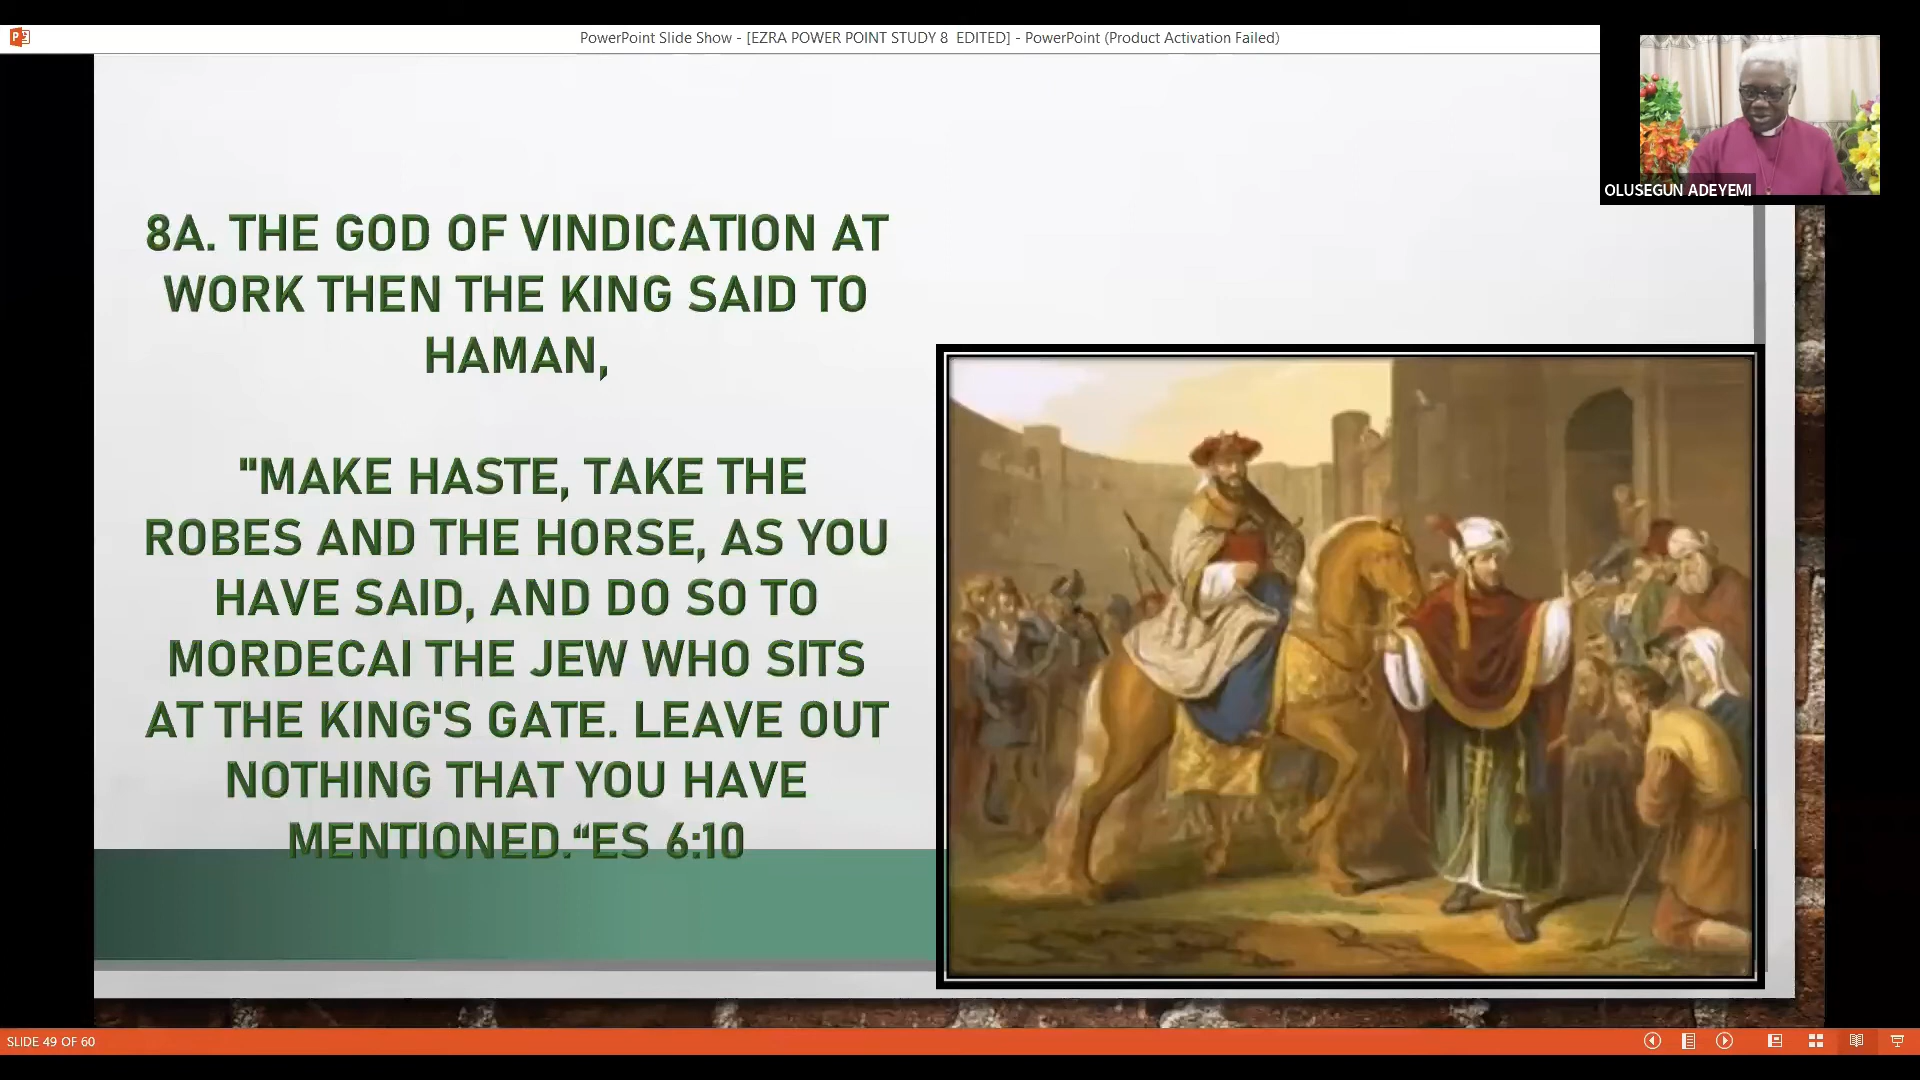 PowerPoint Slide Show - [EZRA POWER POINT STUDY 8 EDITED] - PowerPoint (Product Activation Failed)
OLUSEGUN ADEYEMI
8A. THE GOD OF VINDICATION AT
WORK THEN THE KING SAID TO
HAMAN,
"MAKE HASTE, TAKE THE
ROBES AND THE HORSE, AS YOU
HAVE SAID, AND DO SO TO
MORDECAI THE JEW WHO SITS
AT THE KING'S GATE. LEAVE OUT
NOTHING THAT YOU HAVE
MENTIONED.“ES 6:10
SLIDE 49 OF 60